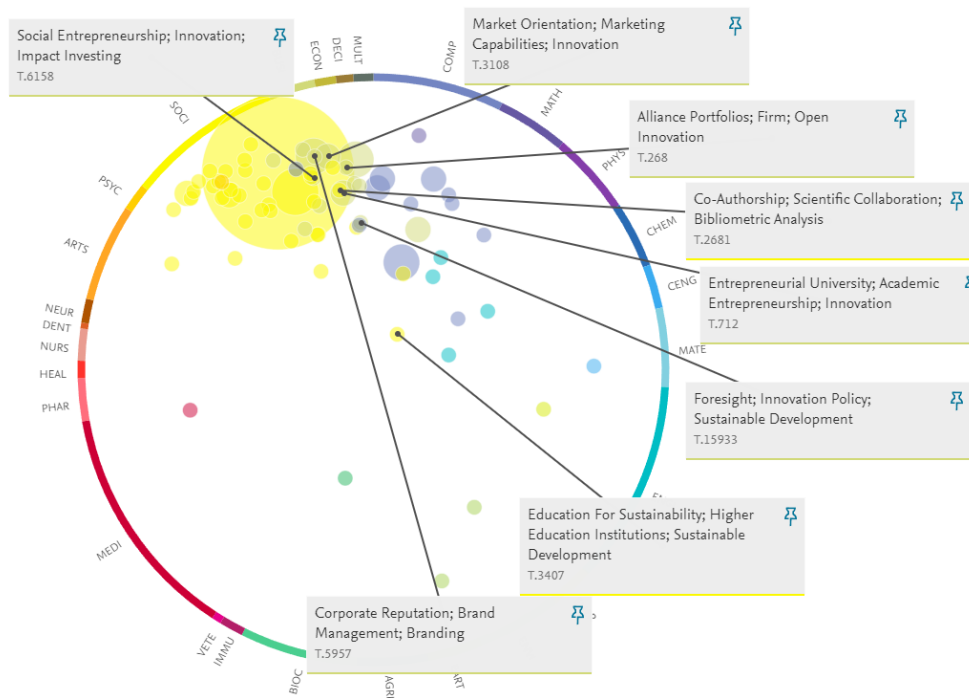 Social Entrepreneurship; Innovation;
Impact Investing
T.6158
Market Orientation; Marketing
Capabilities; Innovation
T.3108
Alliance Portfolios; Firm; Open
Innovation
T.268
Co-Authorship; Scientific Collaboration;
Bibliometric Analysis
T.2681
Entrepreneurial University; Academic
Entrepreneurship; Innovation
T.712
Foresight; Innovation Policy;
Sustainable Development
T.15933
Education For Sustainability; Higher
Education Institutions; Sustainable
Development
T.3407
Corporate Reputation; Brand
Management; Branding
T.5957
ECON
DECI
MULT
COMP
MATH
PHYS
CHEM
CENG
MATE
SOCI
PSYC
ARTS
NEUR
DENT
NURS
HEAL
PHAR
MEDI
VETE
IMMU
BIOC
AGRI